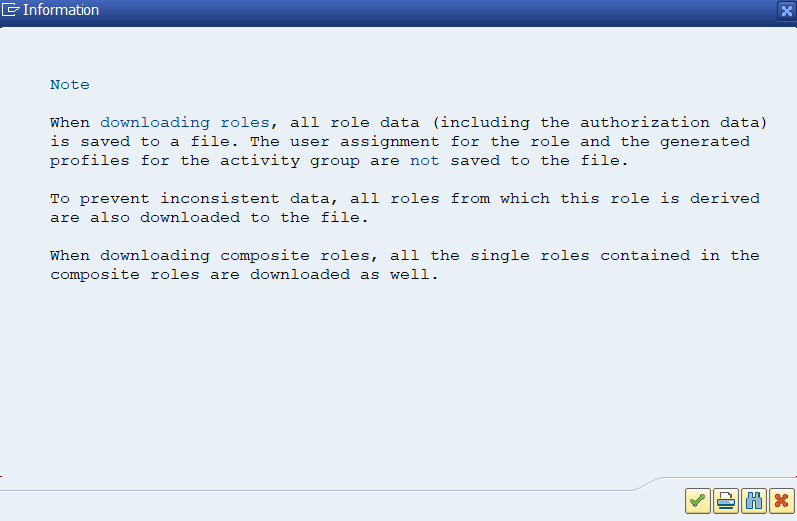 Information
Note
When downloading roles, all role data (including the authorization data)
is saved to a file. The user assignment for the role and the generated
profiles for the activity group are not saved to the file.
To prevent inconsistent data, all roles from which this role is derived
are also downloaded to the file.
When downloading composite roles, all the single roles contained in the
composite roles are downloaded as well.